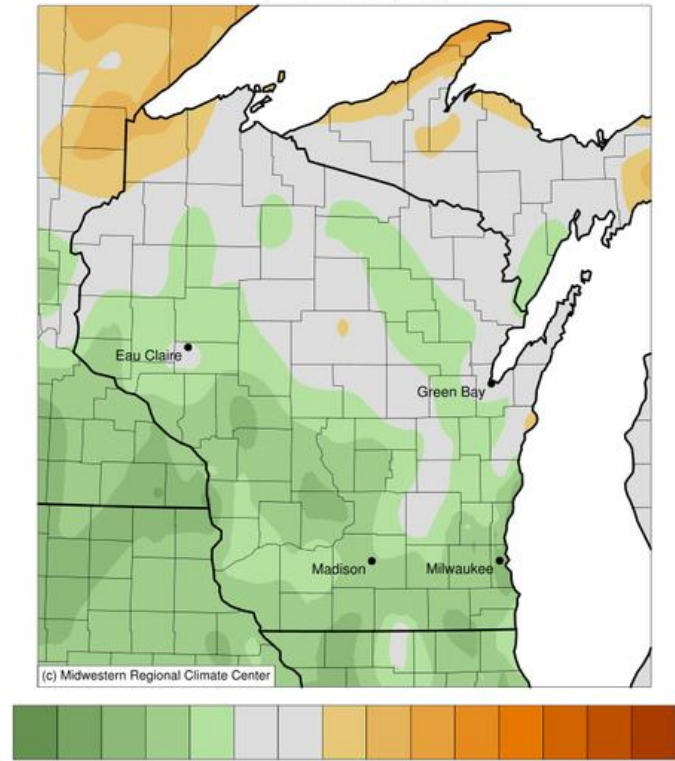 Eau Claire
Green Bay
Madison
Milwaukee
(c) Midwestern Regional Climate Center